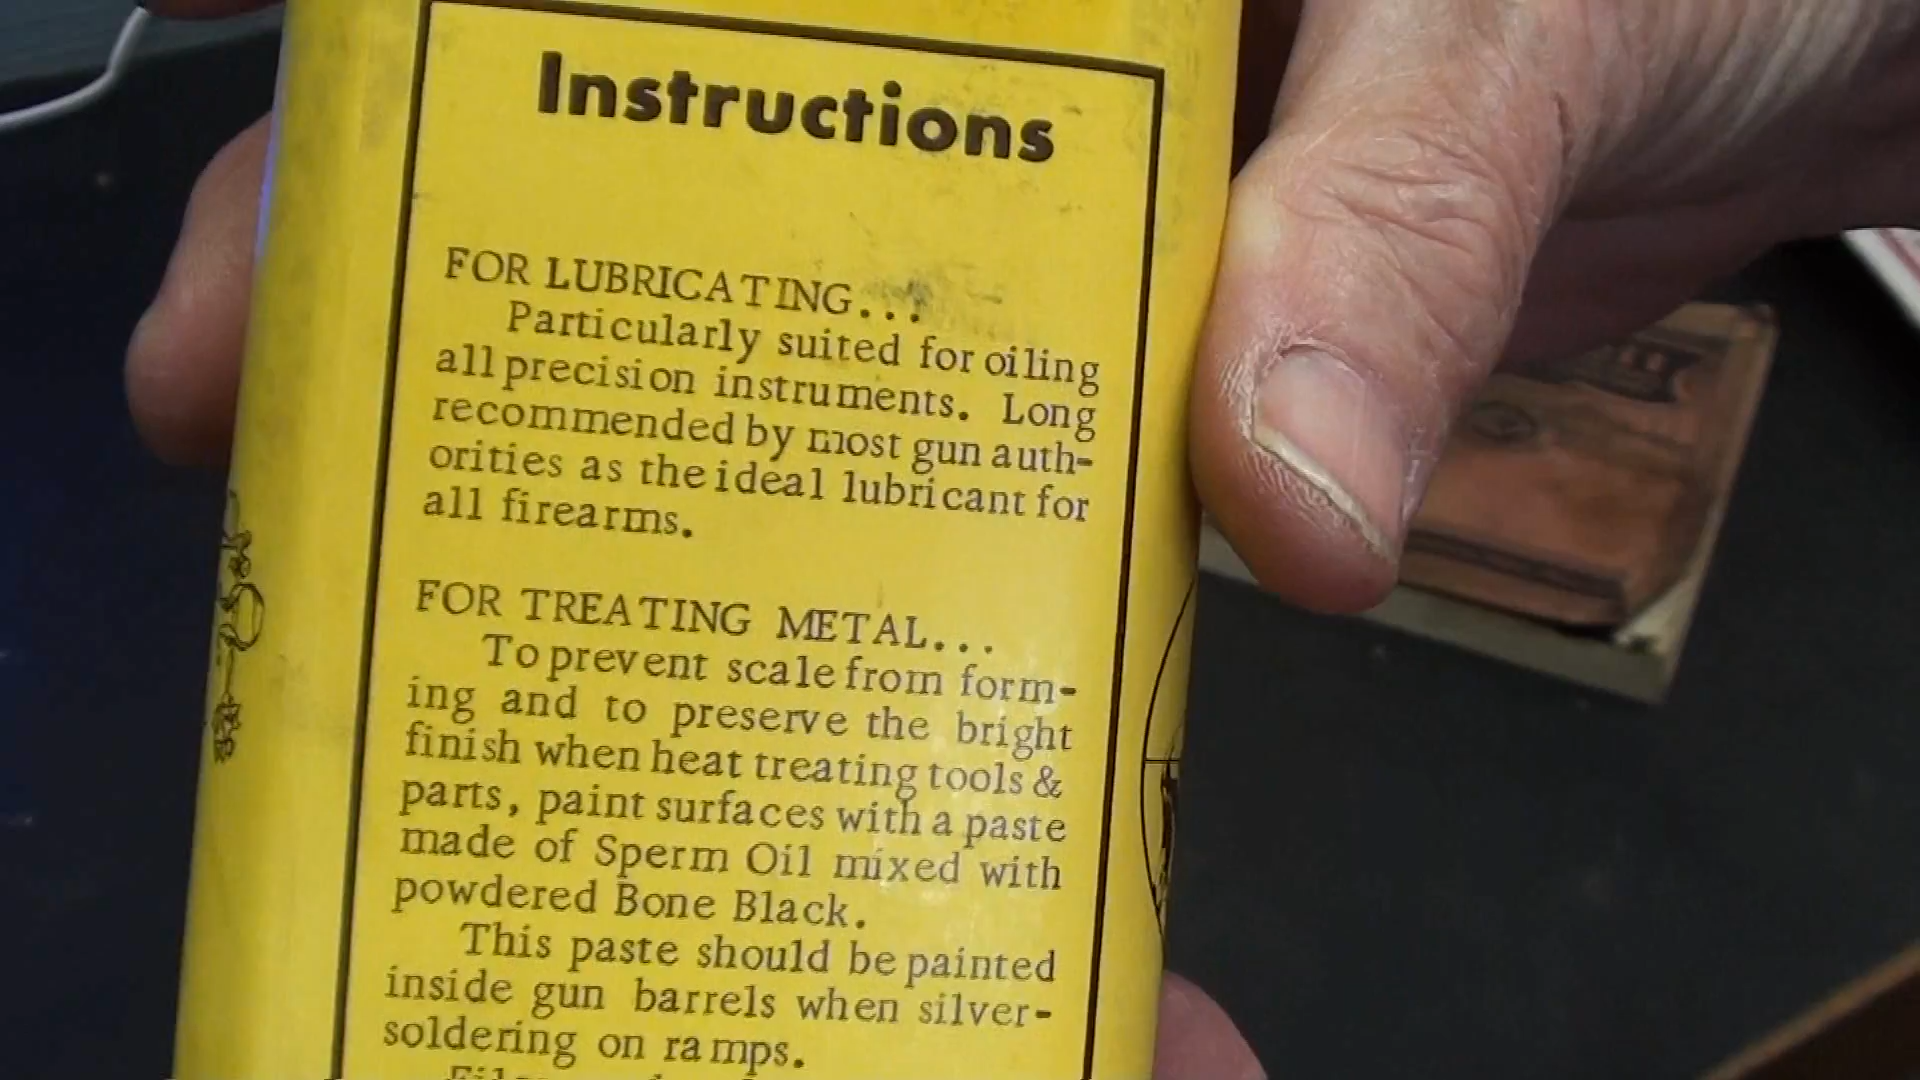 Instructions
FOR LUBRICATING...
Particularly suited for oiling
all precision instruments. Long
recommended by most gun auth-
orities as the ideal lubricant for
all firearms.
FOR TREATING METAL...
To prevent scale from form-
ing and to preserve the bright
finish when heat treating tools &
parts, paint surfaces with a paste
made of Sperm Oil mixed with
powdered Bone Black.
This paste should be painted
inside gun barrels when silver-
soldering on ramps.